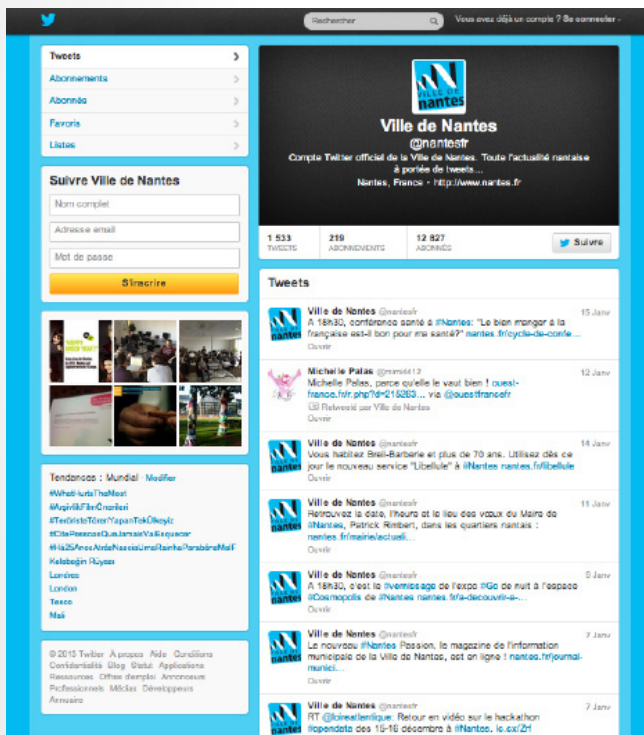 Rechercher
Vous avez déjà un compte ? Se connecter
Tweets
Abonnements
Abonnés
Favoris
Listes
Suivre Ville de Nantes
Nom complet
Adresse email
Mot de passe
S'inscrire
Tendances : Mundial · Modifier
#WhatHurtsTheMost
#TeröristeTörenYapanTekÜlkeyiz
#CitePessoasQueJamaisVaiEsquecer
Kelebeğin Rüyası
Londres
London
Tesco
Mali
© 2013 Twitter À propos Aide Conditions
Confidentialité Blog Statut Applications
Ressources Offres d'emploi Annonceurs
Professionnels Médias Développeurs
Annuaire
VILLE DE
nantes
Ville de Nantes
@nantesfr
Compte Twitter officiel de la Ville de Nantes. Toute l'actualité nantaise
à portée de tweets...
Nantes, France · http://www.nantes.fr
1 533
TWEETS
219
ABONNEMENTS
12 827
ABONNÉS
Suivre
Tweets
Ville de Nantes @nantesfr 15 Janv
A 18h30, conférence santé à #Nantes: "Le bien manger à la
française est-il bon pour ma santé?" nantes.fr/cycle-de-confe...
Ouvrir
Michelle Palas @mimi4412 12 Janv
Michelle Palas, parce qu'elle le vaut bien ! ouest-
france.fr/r.php?id=215263... via @ouestfrancefr
Retweeté par Ville de Nantes
Ouvrir
Ville de Nantes @nantesfr 14 Janv
Vous habitez Breil-Barberie et plus de 70 ans. Utilisez dès ce
jour le nouveau service "Libellule" à #Nantes nantes.fr/libellule
Ouvrir
Ville de Nantes @nantesfr 11 Janv
Retrouvez la date, l'heure et le lieu des vœux du Maire de
#Nantes, Patrick Rimbert, dans les quartiers nantais :
nantes.fr/mairie/actuali...
Ouvrir
Ville de Nantes @nantesfr Janv
A 18h30, c'est le #vernissage de l'expo #Go de nuit à l'espace
#Cosmopolis de #Nantes nantes.fr/a-decouvrir-a-...
Ouvrir
Ville de Nantes @nantesfr 7 Janv
Le nouveau #Nantes Passion, le magazine de l'information
municipale de la Ville de Nantes, est en ligne ! nantes.fr/journal-
munici...
Ouvrir
Ville de Nantes @nantesfr 7 Janv
RT @loireatlantique: Retour en vidéo sur le hackathon
#opendata des 15-16 décembre à #Nantes.